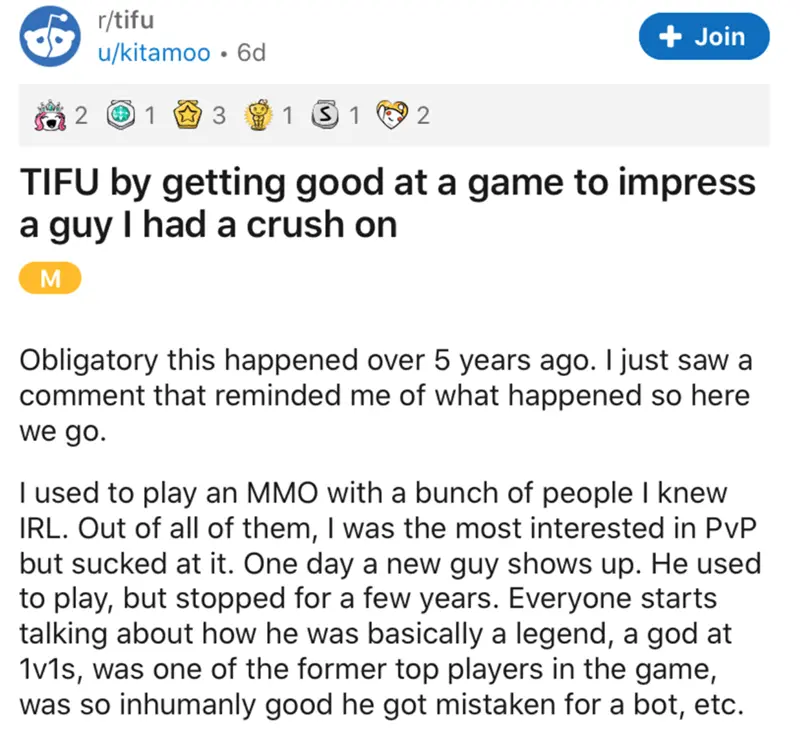 r/tifu
u/kitamoo • 6d
+ Join
2 1 3 1 S 1 2
TIFU by getting good at a game to impress
a guy I had a crush on
M
Obligatory this happened over 5 years ago. I just saw a
comment that reminded me of what happened so here
we go.
I used to play an MMO with a bunch of people I knew
IRL. Out of all of them, I was the most interested in PvP
but sucked at it. One day a new guy shows up. He used
to play, but stopped for a few years. Everyone starts
talking about how he was basically a legend, a god at
1v1s, was one of the former top players in the game,
was so inhumanly good he got mistaken for a bot, etc.